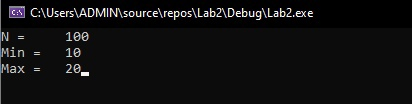 C:\Users\ADMIN\source\repos\Lab2\Debug\Lab2.exe
N =    100
Min =   10
Max =   20